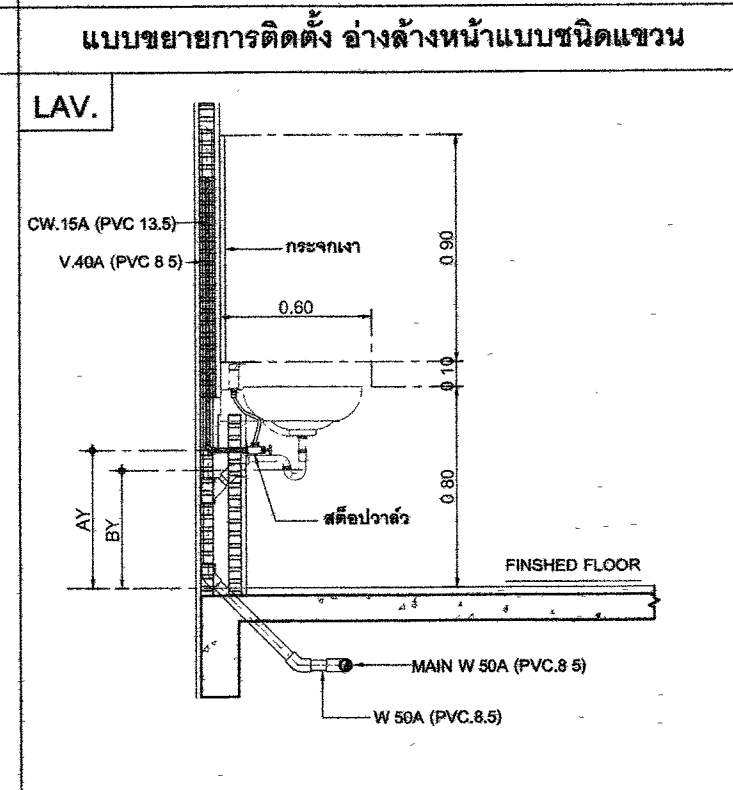 แบบขยายการติดตั้ง อ่างล้างหน้าแบบชนิดแขวน
LAV.
CW.15A (PVC 13.5)
V.40A (PVC 8 5)
กระจกเงา
0.60
0 90
0 10
0 80
AY
BY
สต็อปวาล์ว
FINSHED FLOOR
MAIN W 50A (PVC.8 5)
W 50A (PVC.8.5)